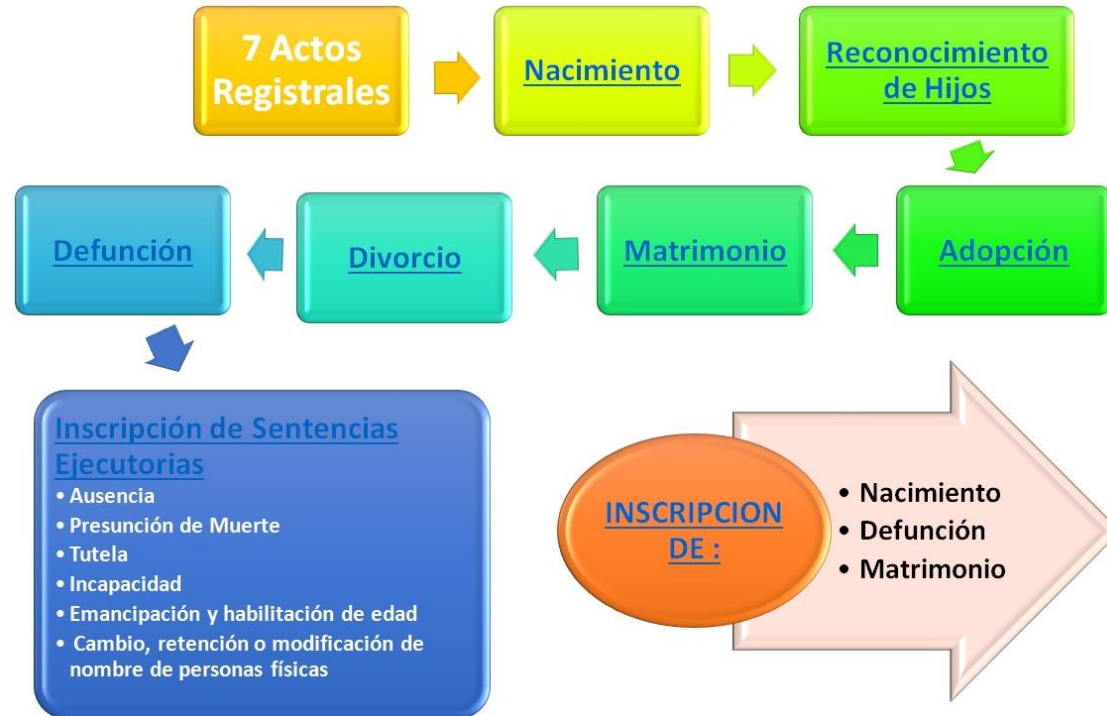 7 Actos
Registrales
Nacimiento
Reconocimiento
de Hijos
Defunción
Divorcio
Matrimonio
Adopción
Inscripción de Sentencias
Ejecutorias
• Ausencia
• Presunción de Muerte
• Tutela
• Incapacidad
• Emancipación y habilitación de edad
• Cambio, retención o modificación de
nombre de personas físicas
INSCRIPCION
DE :
• Nacimiento
• Defunción
• Matrimonio